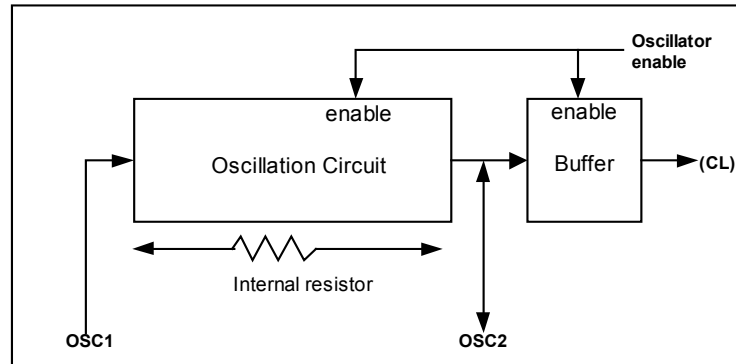 Oscillator
enable
enable
enable
Oscillation Circuit
Buffer
(CL)
Internal resistor
OSC1
OSC2